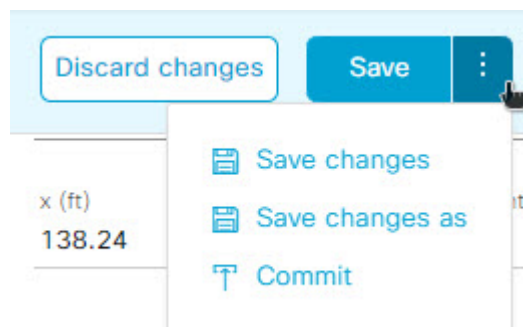 Discard changes
Save
Save changes
x (ft)
138.24
Save changes as
Commit